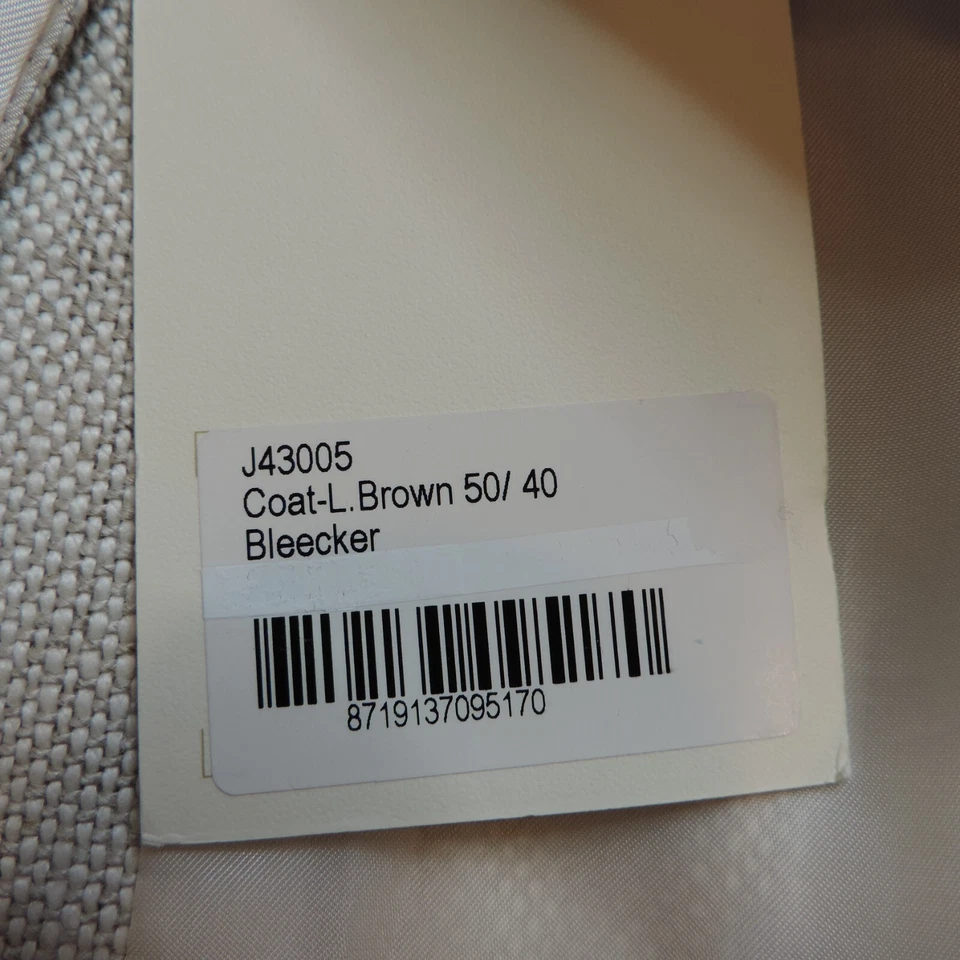 J43005
Coat-L.Brown 50/ 40
Bleecker
8719137095170